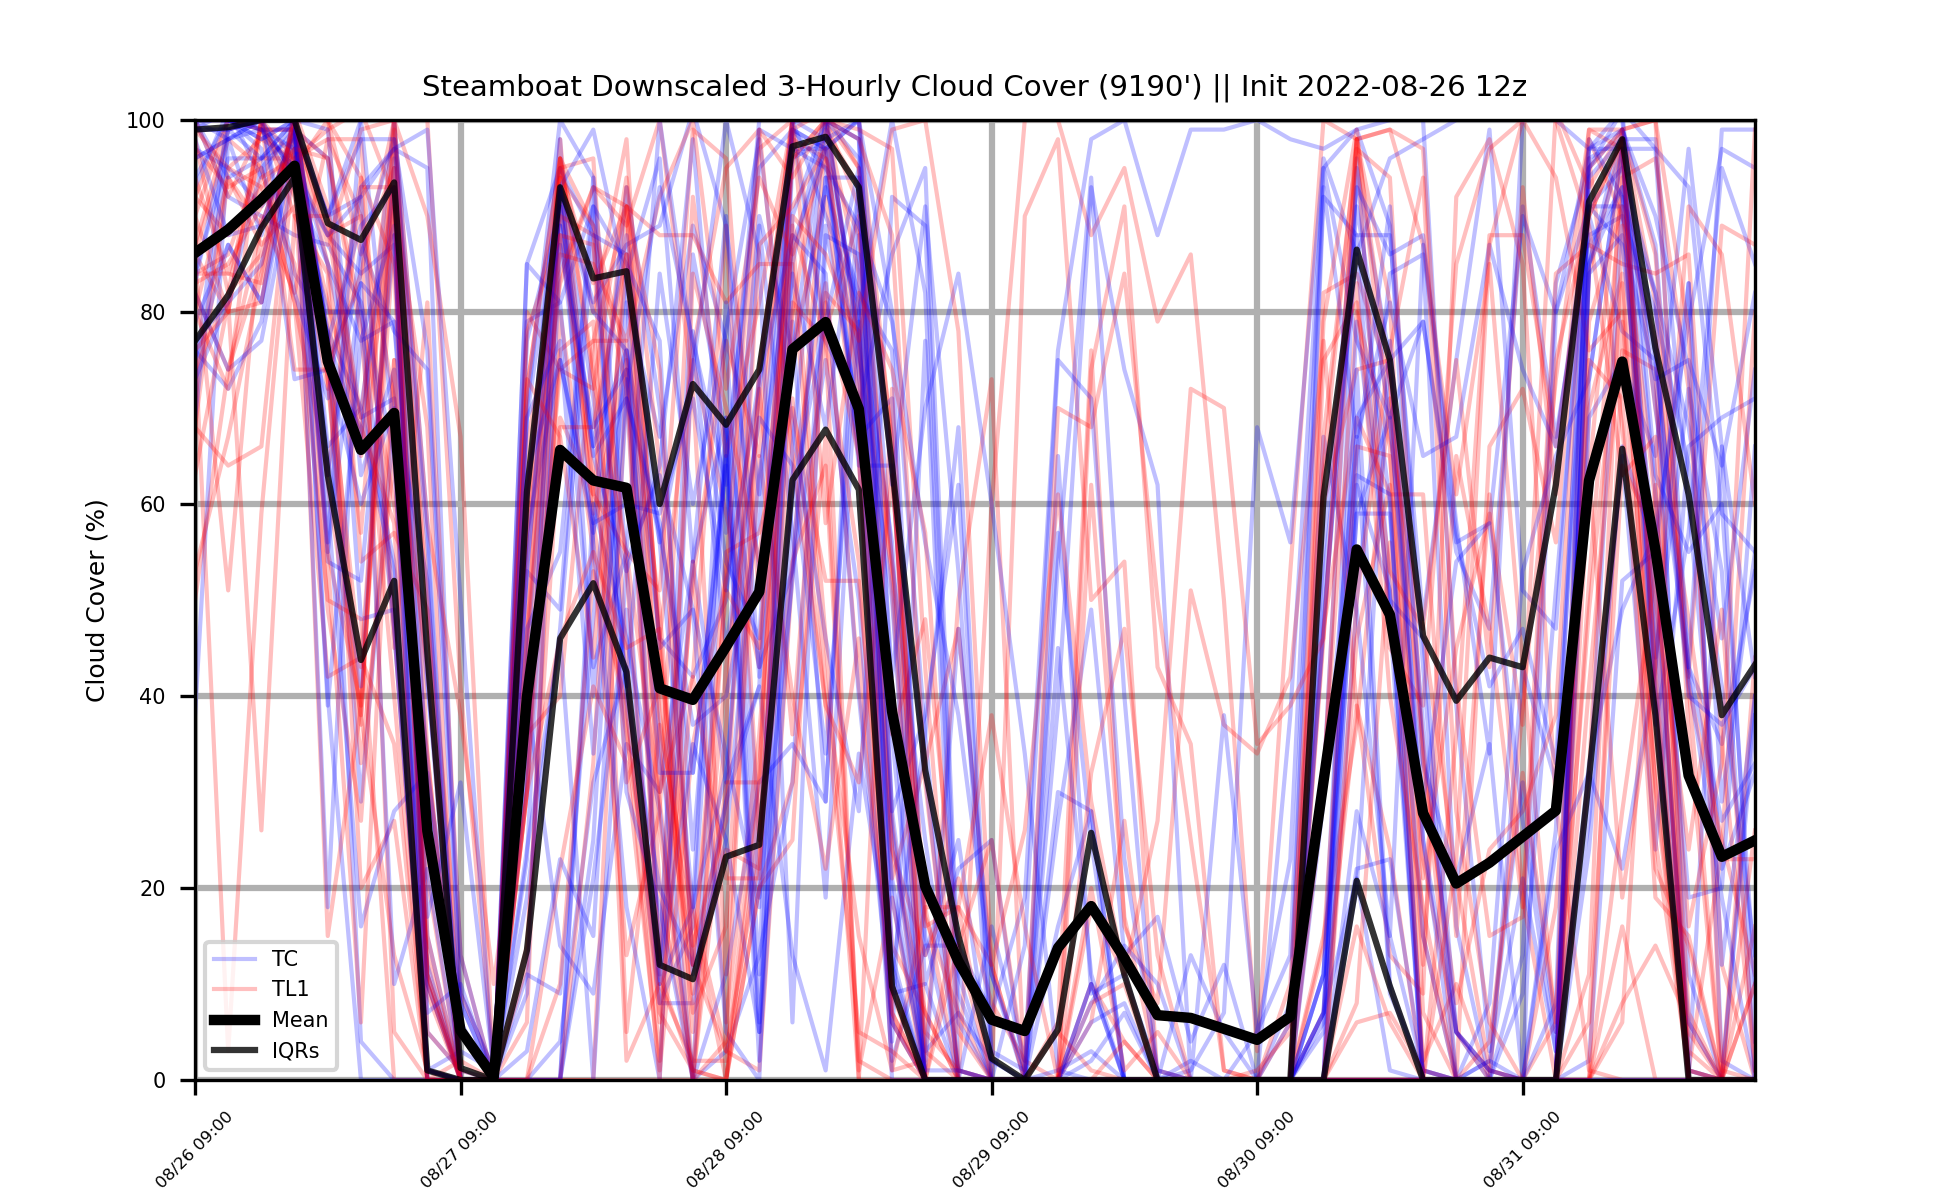 Steamboat Downscaled 3-Hourly Cloud Cover (9190') || Init 2022-08-26 12z
Cloud Cover (%)
100
80
60
40
20
0
TC
TL1
Mean
IQRs
08/26 09:00
08/27 09:00
08/28 09:00
08/29 09:00
08/30 09:00
08/31 09:00